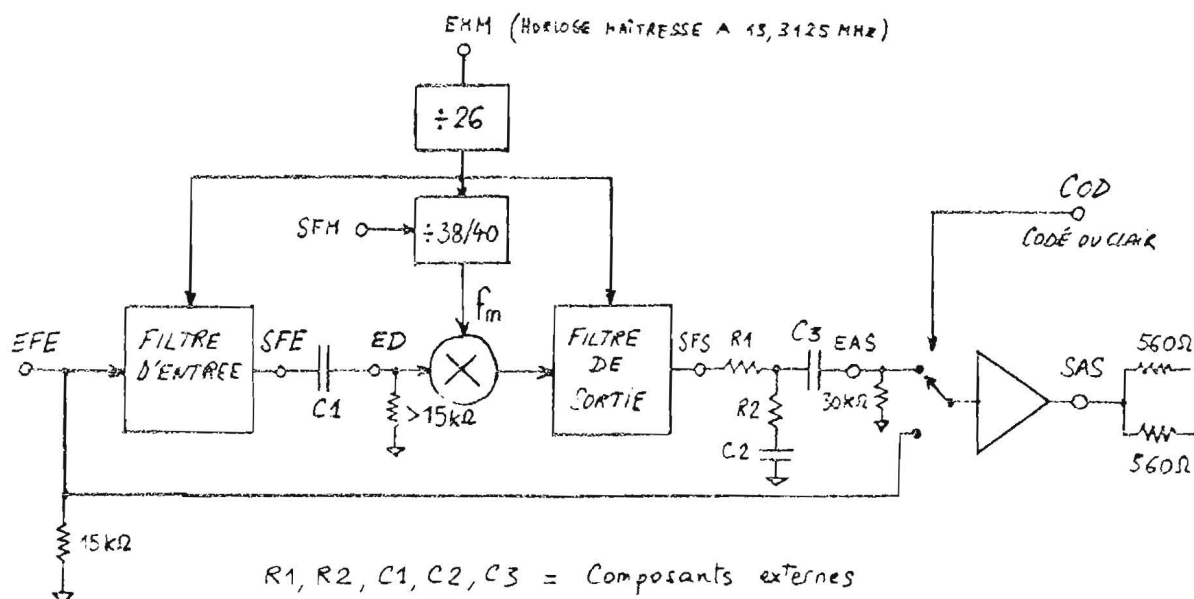 EHM (HORLOGE MAÎTRESSE A 13,3125 MHz)
÷26
SFM
÷38/40
fm
COD
CODÉ OU CLAIR
EFE
FILTRE
D'ENTREE
SFE
C1
ED
>15kΩ
FILTRE
DE
SORTIE
SFS
R1
C3
EAS
R2
C2
30kΩ
SAS
560Ω
560Ω
15kΩ
R1, R2, C1, C2, C3 = Composants externes